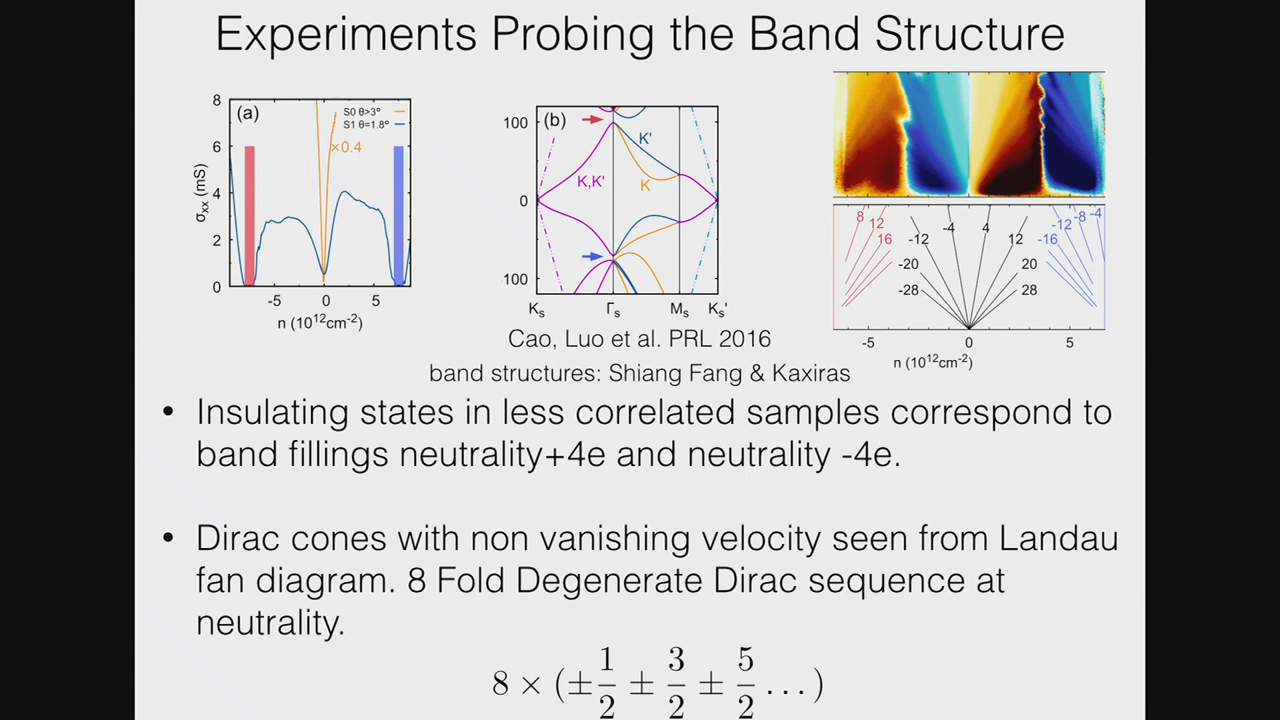 Experiments Probing the Band Structure
(a)
S0 θ>3°
S1 θ=1.8°
×0.4
8
6
4
2
0
σxx (mS)
-5 0 5
n (10^12cm^-2)
(b)
100
0
100
K'
K,K'
K
Ks Γs Ms Ks'
8 12 16
-12 -4 4 12
-20 20
-28 28
-16 -12 -8 -4
-5 0 5
n (10^12cm^-2)
Cao, Luo et al. PRL 2016
band structures: Shiang Fang & Kaxiras
• Insulating states in less correlated samples correspond to
band fillings neutrality+4e and neutrality -4e.
• Dirac cones with non vanishing velocity seen from Landau
fan diagram. 8 Fold Degenerate Dirac sequence at
neutrality.
8 × (± 1/2 ± 3/2 ± 5/2 ...)